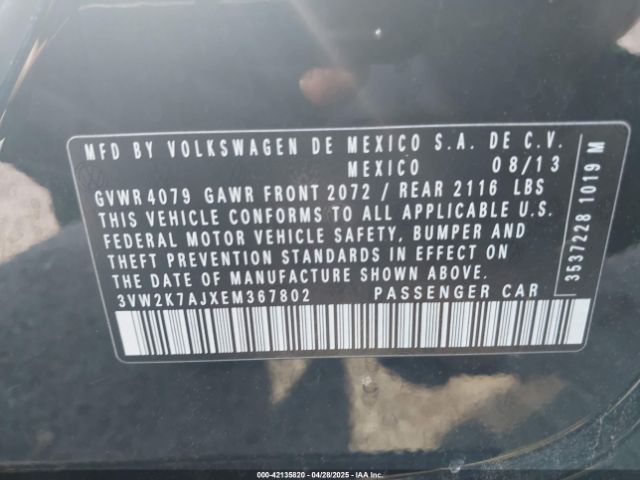 MFD BY VOLKSWAGEN DE MEXICO S.A. DE C.V.
MEXICO 08/13
GVWR 4079 GAWR FRONT 2072 / REAR 2116 LBS
THIS VEHICLE CONFORMS TO ALL APPLICABLE U.S.
FEDERAL MOTOR VEHICLE SAFETY, BUMPER AND
THEFT PREVENTION STANDARDS IN EFFECT ON
THE DATE OF MANUFACTURE SHOWN ABOVE.
3VW2K7AJXEM367802 PASSENGER CAR
3537228 1019 M
000-42135820 - 04/28/2025 - IAA Inc.